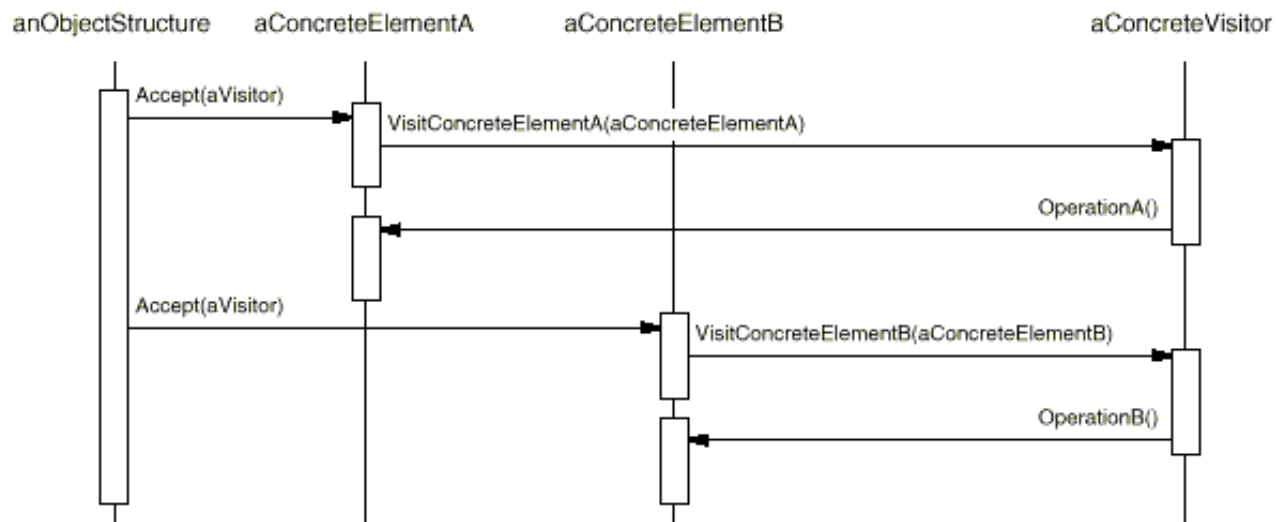 anObjectStructure aConcreteElementA aConcreteElementB aConcreteVisitor
Accept(aVisitor)
VisitConcreteElementA(aConcreteElementA)
OperationA()
Accept(aVisitor)
VisitConcreteElementB(aConcreteElementB)
OperationB()